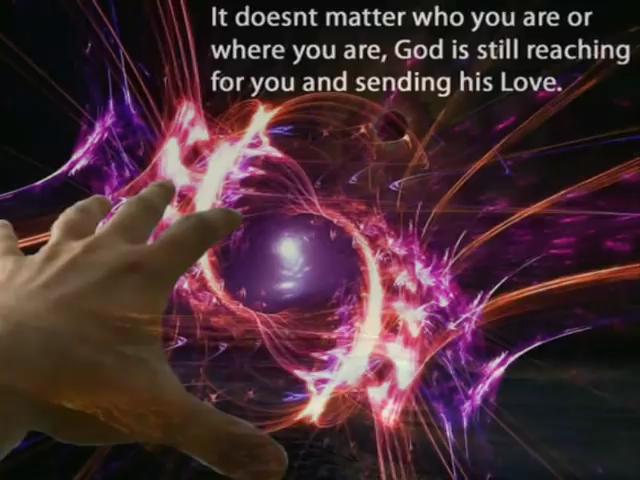 It doesnt matter who you are or
where you are, God is still reaching
for you and sending his Love.